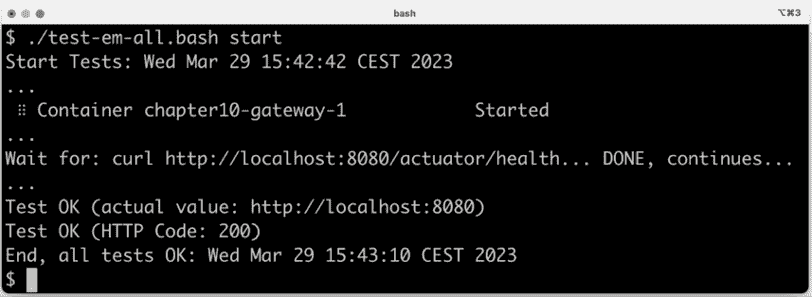 bash
⌥⌘3
$ ./test-em-all.bash start
Start Tests: Wed Mar 29 15:42:42 CEST 2023
...
⠿ Container chapter10-gateway-1 Started
...
Wait for: curl http://localhost:8080/actuator/health... DONE, continues...
...
Test OK (actual value: http://localhost:8080)
Test OK (HTTP Code: 200)
End, all tests OK: Wed Mar 29 15:43:10 CEST 2023
$